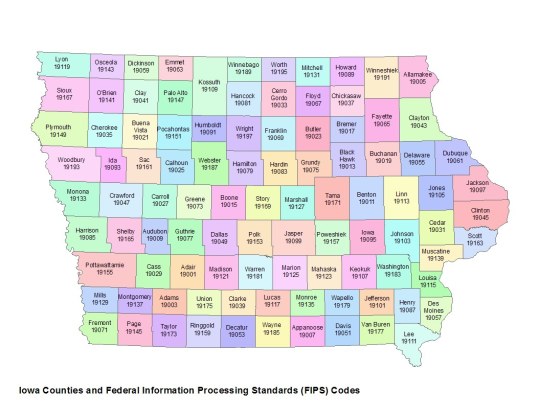 Lyon
19119
Osceola
19143
Dickinson
19059
Emmet
19063
Kossuth
19109
Winnebago
19189
Worth
19195
Mitchell
19131
Howard
19089
Winneshiek
19191
Allamakee
19005
Sioux
19167
O'Brien
19141
Clay
19041
Palo Alto
19147
Hancock
19081
Cerro
Gordo
19033
Floyd
19067
Chickasaw
19037
Fayette
19065
Clayton
19043
Plymouth
19149
Cherokee
19035
Buena
Vista
19021
Pocahontas
19151
Humboldt
19091
Wright
19197
Franklin
19069
Butler
19023
Bremer
19017
Woodbury
19193
Ida
19093
Sac
19161
Calhoun
19025
Webster
19187
Hamilton
19079
Hardin
19083
Grundy
19075
Black
Hawk
19013
Buchanan
19019
Delaware
19055
Dubuque
19061
Monona
19133
Crawford
19047
Carroll
19027
Greene
19073
Boone
19015
Story
19169
Marshall
19127
Tama
19171
Benton
19011
Linn
19113
Jones
19105
Jackson
19097
Clinton
19045
Harrison
19085
Shelby
19165
Audubon
19009
Guthrie
19077
Dallas
19049
Polk
19153
Jasper
19099
Poweshiek
19157
Iowa
19095
Johnson
19103
Cedar
19031
Scott
19163
Muscatine
19139
Pottawattamie
19155
Cass
19029
Adair
19001
Madison
19121
Warren
19181
Marion
19125
Mahaska
19123
Keokuk
19107
Washington
19183
Louisa
19115
Mills
19129
Montgomery
19137
Adams
19003
Union
19175
Clarke
19039
Lucas
19117
Monroe
19135
Wapello
19179
Jefferson
19101
Henry
19087
Des
Moines
19057
Fremont
19071
Page
19145
Taylor
19173
Ringgold
19159
Decatur
19053
Wayne
19185
Appanoose
19007
Davis
19051
Van Buren
19177
Lee
19111
Iowa Counties and Federal Information Processing Standards (FIPS) Codes